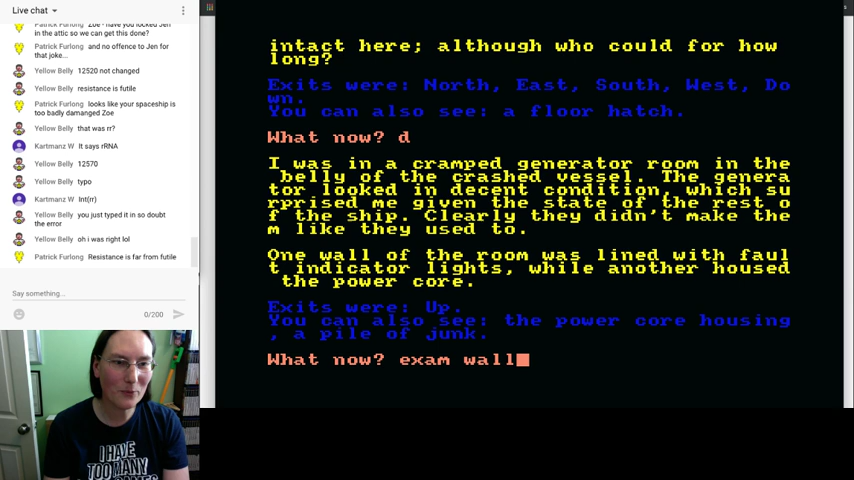 Live chat
Patrick Furlong Zoe - have you locked Jen
in the attic so we can get this done?
Patrick Furlong and no offence to Jen for
that joke...
Yellow Belly 12520 not changed
Yellow Belly resistance is futile
Patrick Furlong looks like your spaceship is
too badly damanged Zoe
Yellow Belly that was rr?
Kartmanz W It says rRNA
Yellow Belly 12570
Yellow Belly typo
Kartmanz W Int(rr)
Yellow Belly you just typed it in so doubt
the error
Yellow Belly oh i was right lol
Patrick Furlong Resistance is far from futile
Say something...
0/200
I HAVE
TOO MANY
GAMES
intact here; although who could for how
long?
Exits were: North, East, South, West, Do
wn.
You can also see: a floor hatch.
What now? d
I was in a cramped generator room in the
belly of the crashed vessel. The genera
tor looked in decent condition, which su
rprised me given the state of the rest o
f the ship. Clearly they didn't make the
m like they used to.
One wall of the room was lined with faul
t indicator lights, while another housed
the power core.
Exits were: Up.
You can also see: the power core housing
, a pile of junk.
What now? exam wall